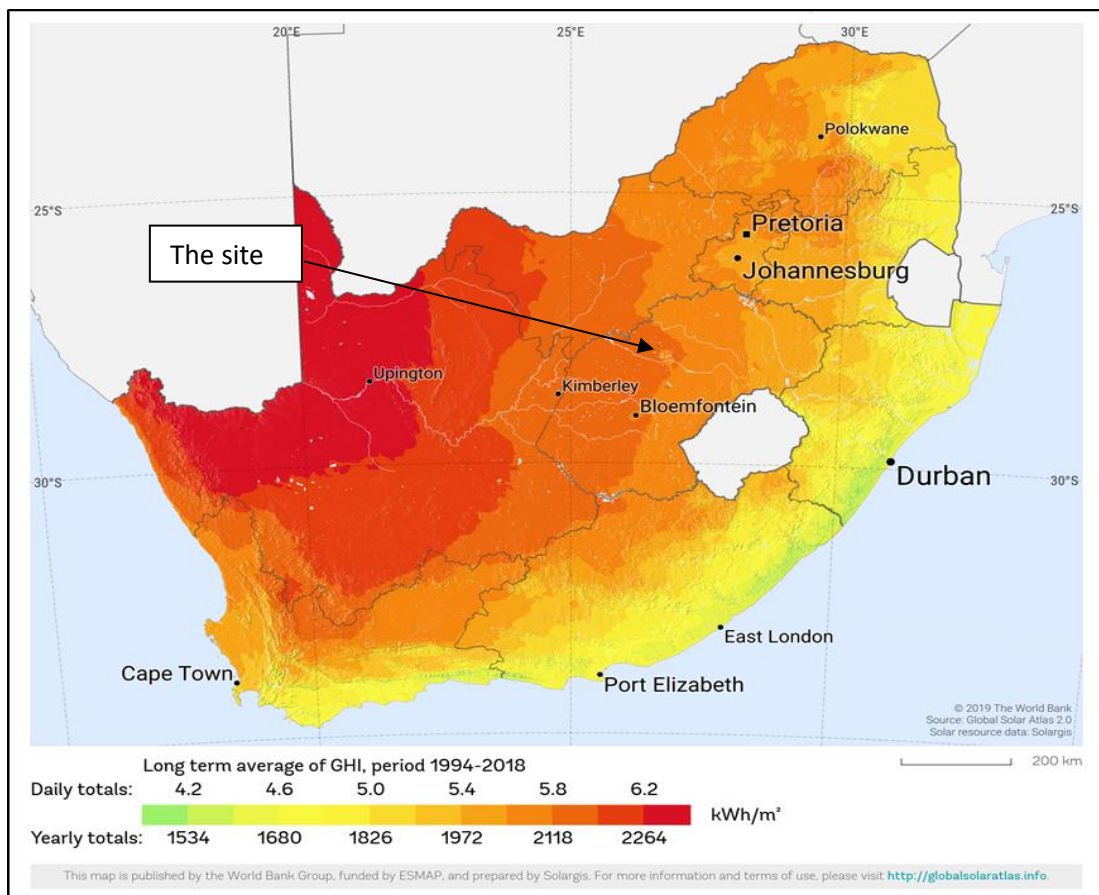 20°E 25°E 30°E
Polokwane
25°S 25°S
Pretoria
The site
Johannesburg
Upington
Kimberley
Bloemfontein
Durban
30°S 30°S
East London
Cape Town
Port Elizabeth
© 2019 The World Bank
Source: Global Solar Atlas 2.0
Solar resource data: Solargis
Long term average of GHI, period 1994-2018
200 km
Daily totals: 4.2 4.6 5.0 5.4 5.8 6.2
kWh/m²
Yearly totals: 1534 1680 1826 1972 2118 2264
This map is published by the World Bank Group, funded by ESMAP, and prepared by Solargis. For more information and terms of use, please visit http://globalsolaratlas.info.